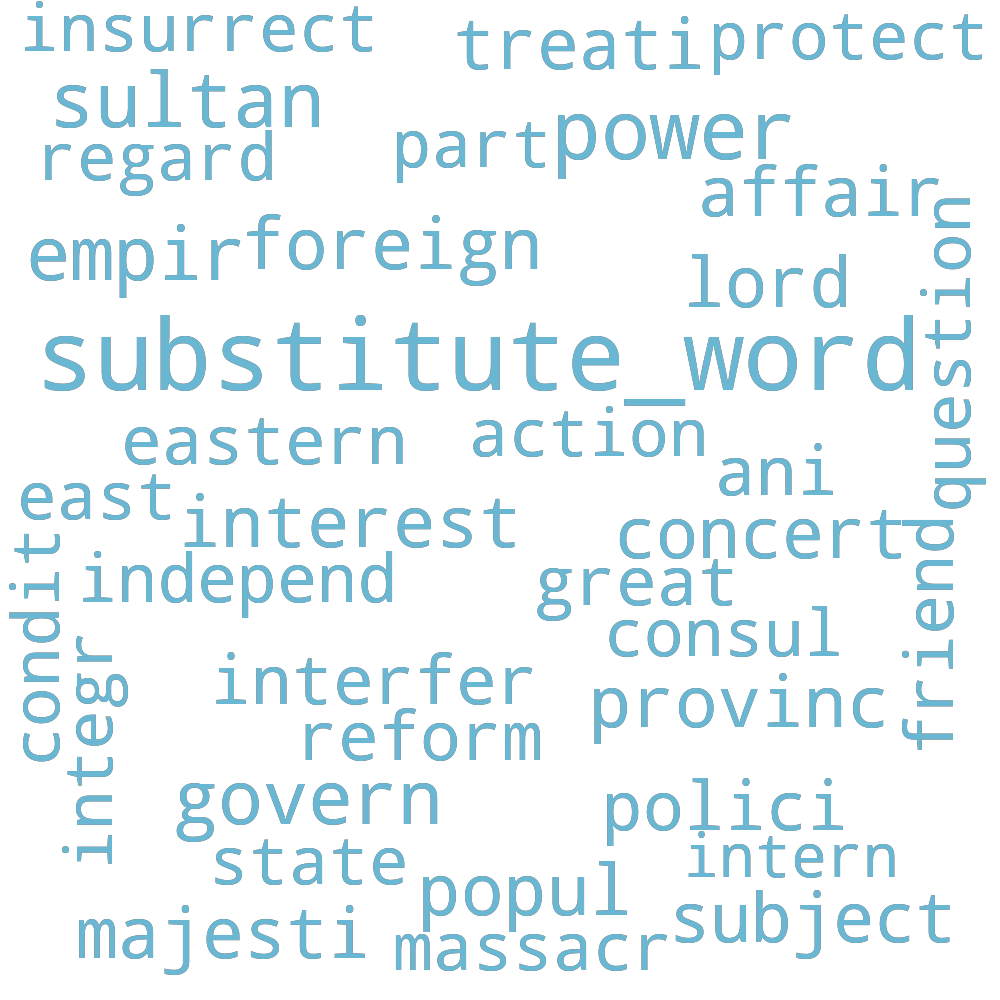 insurrect
treati
protect
sultan
regard
part
power
affair
empir
foreign
question
lord
substitute_word
eastern
action
ani
east
interest
concert
condit
independ
great
friend
consul
integr
interfer
provinc
reform
govern
polici
state
intern
popul
subject
majesti
massacr